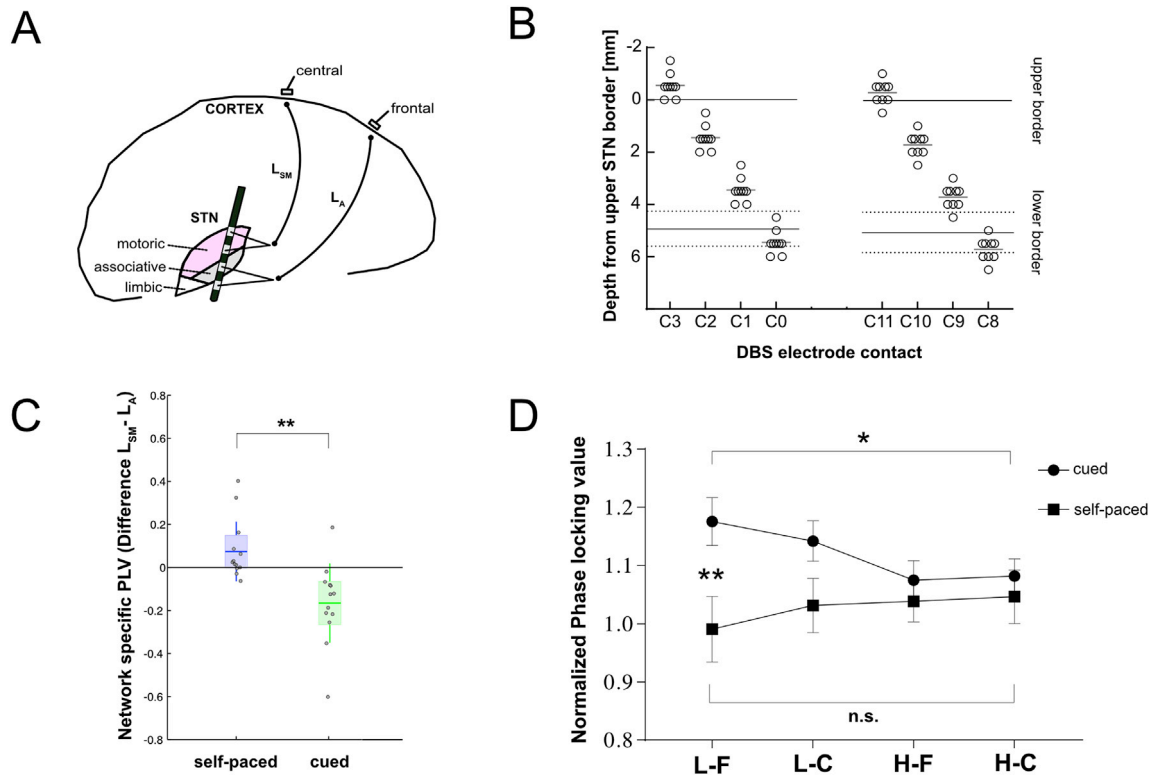 A
central
frontal
CORTEX
LSM
LA
STN
motoric
associative
limbic
B
Depth from upper STN border [mm]
-2
0
2
4
6
upper border
lower border
C3 C2 C1 C0 C11 C10 C9 C8
DBS electrode contact
C
Network specific PLV (Difference LSM- LA)
0.8
0.6
0.4
0.2
0
-0.2
-0.4
-0.6
-0.8
**
self-paced cued
D
Normalized Phase locking value
1.3
1.2
1.1
1.0
0.9
0.8
*
**
n.s.
cued
self-paced
L-F L-C H-F H-C